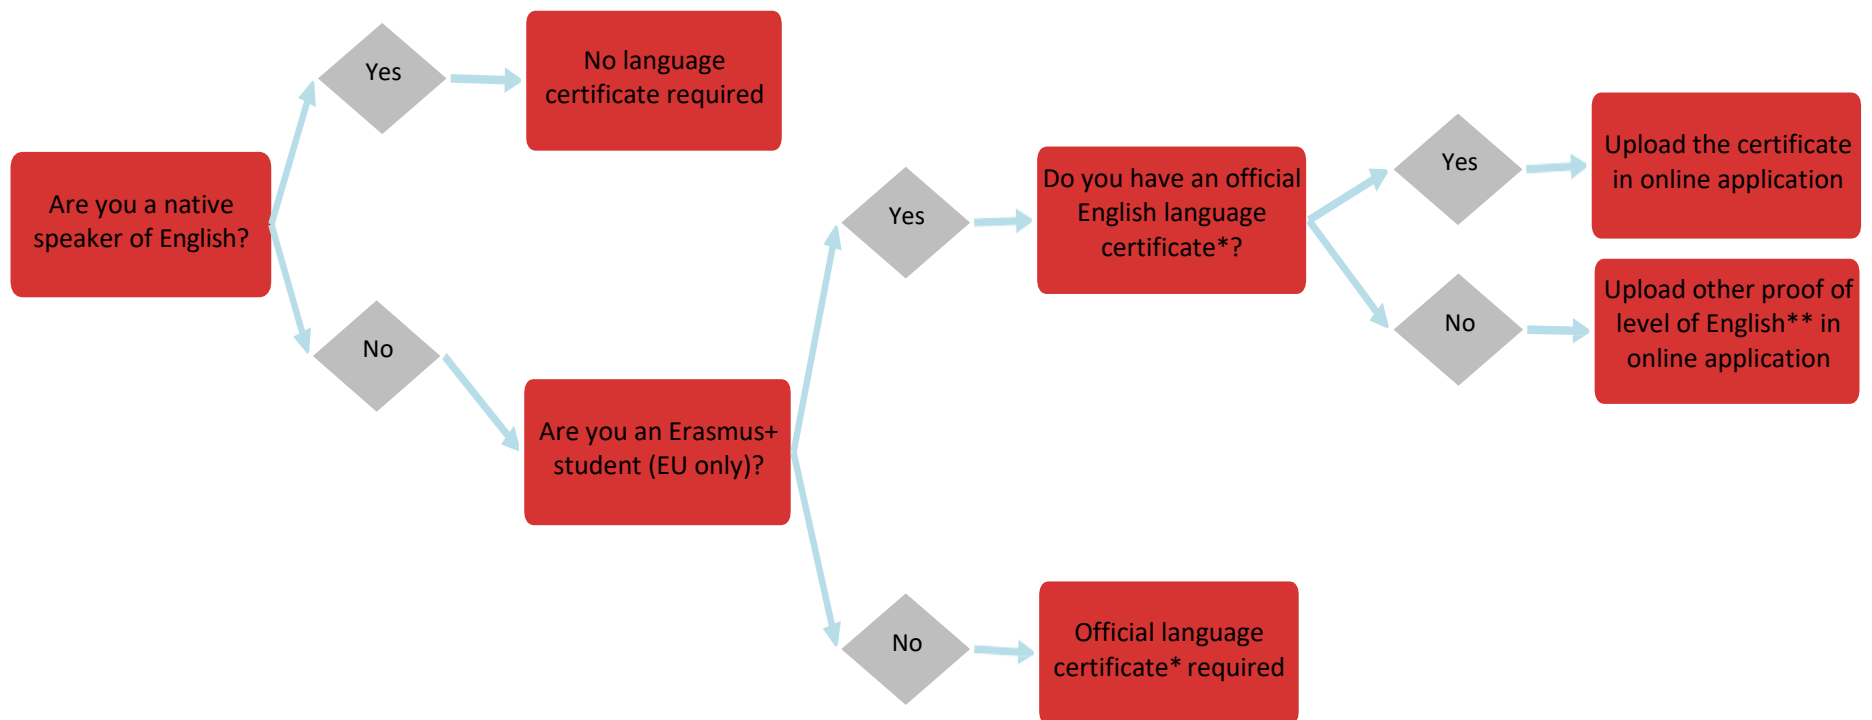 Are you a native
speaker of English?
Yes
No language
certificate required
No
Are you an Erasmus+
student (EU only)?
Yes
Do you have an official
English language
certificate*?
Yes
Upload the certificate
in online application
No
Upload other proof of
level of English** in
online application
No
Official language
certificate* required